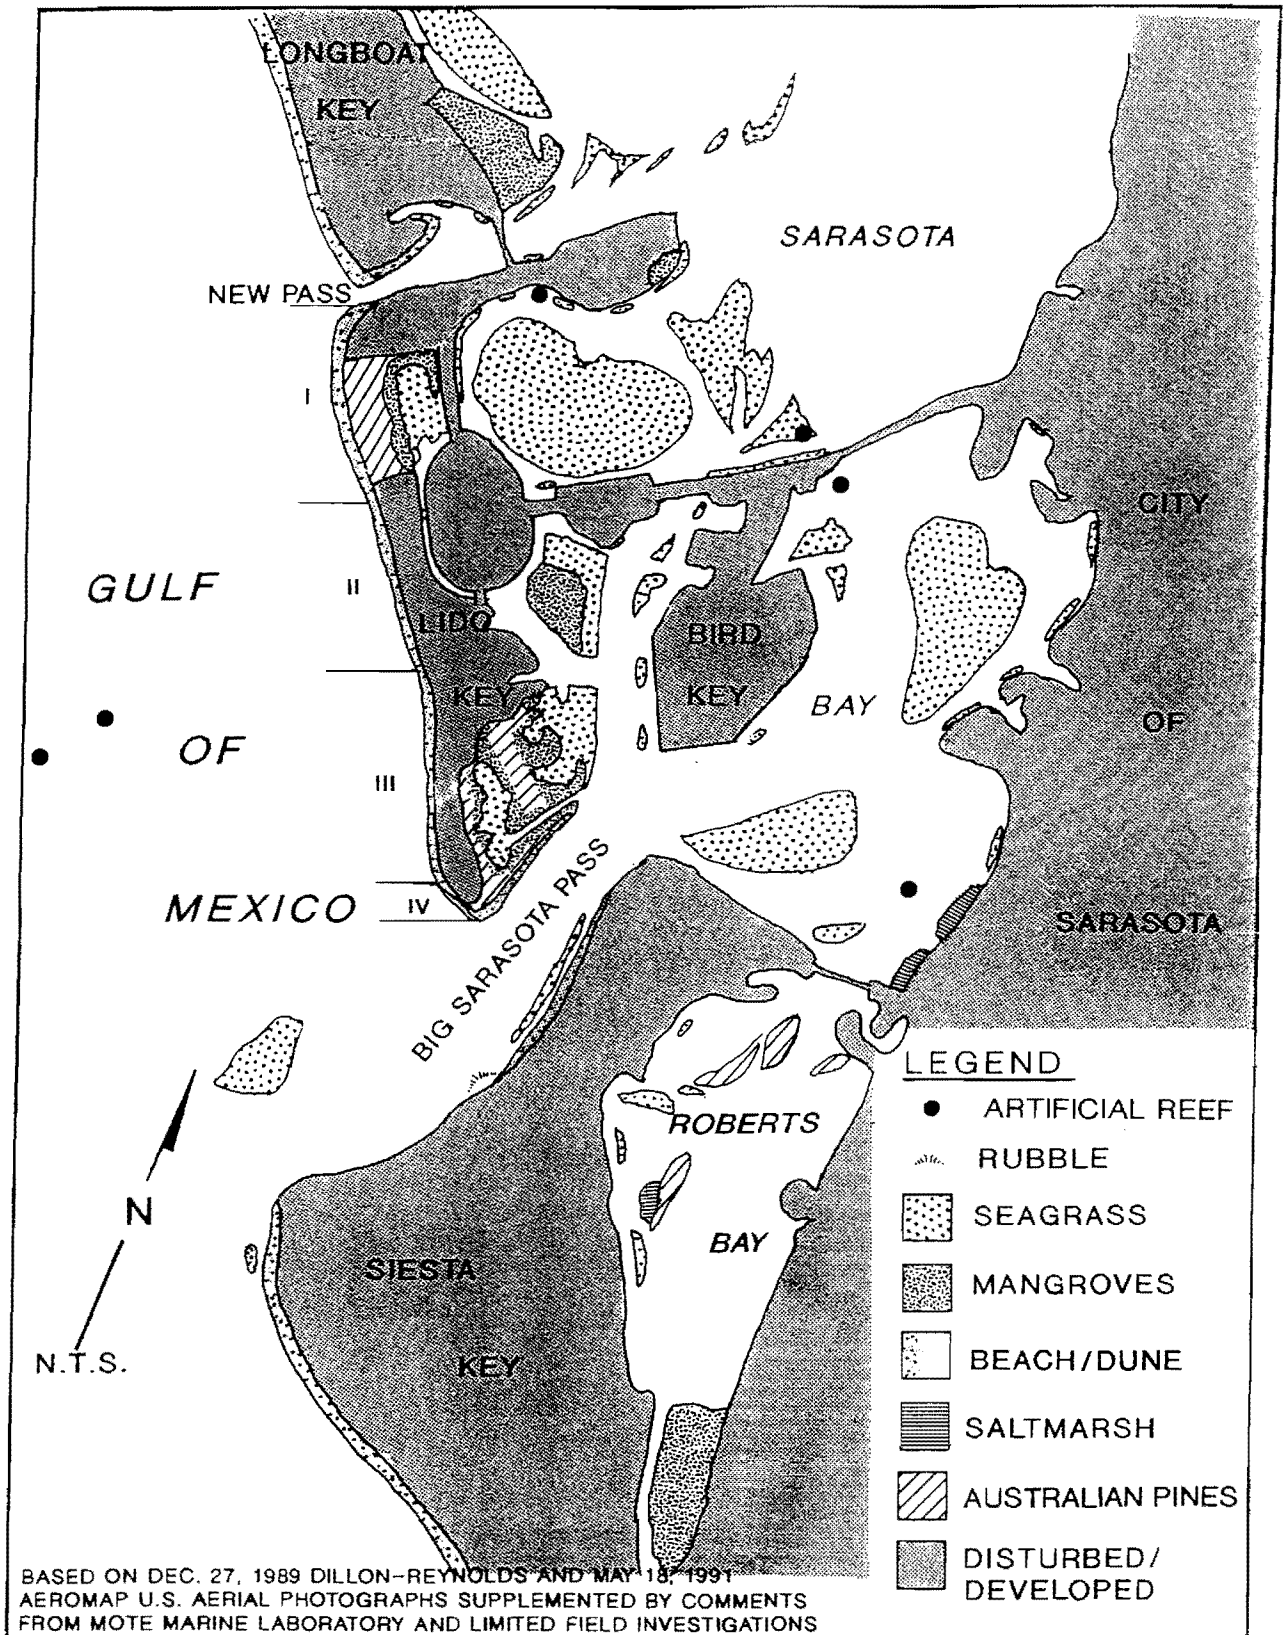 LONGBOAT
KEY
SARASOTA
NEW PASS
I
CITY
GULF
II
LIDO
BIRD
KEY
KEY
BAY
OF
OF
III
MEXICO
IV
BIG SARASOTA PASS
SARASOTA
LEGEND
ARTIFICIAL REEF
ROBERTS
RUBBLE
N
SEAGRASS
BAY
SIESTA
MANGROVES
N.T.S.
KEY
BEACH/DUNE
SALTMARSH
AUSTRALIAN PINES
DISTURBED/
DEVELOPED
BASED ON DEC. 27, 1989 DILLON-REYNOLDS AND MAY 18, 1991
AEROMAP U.S. AERIAL PHOTOGRAPHS SUPPLEMENTED BY COMMENTS
FROM MOTE MARINE LABORATORY AND LIMITED FIELD INVESTIGATIONS